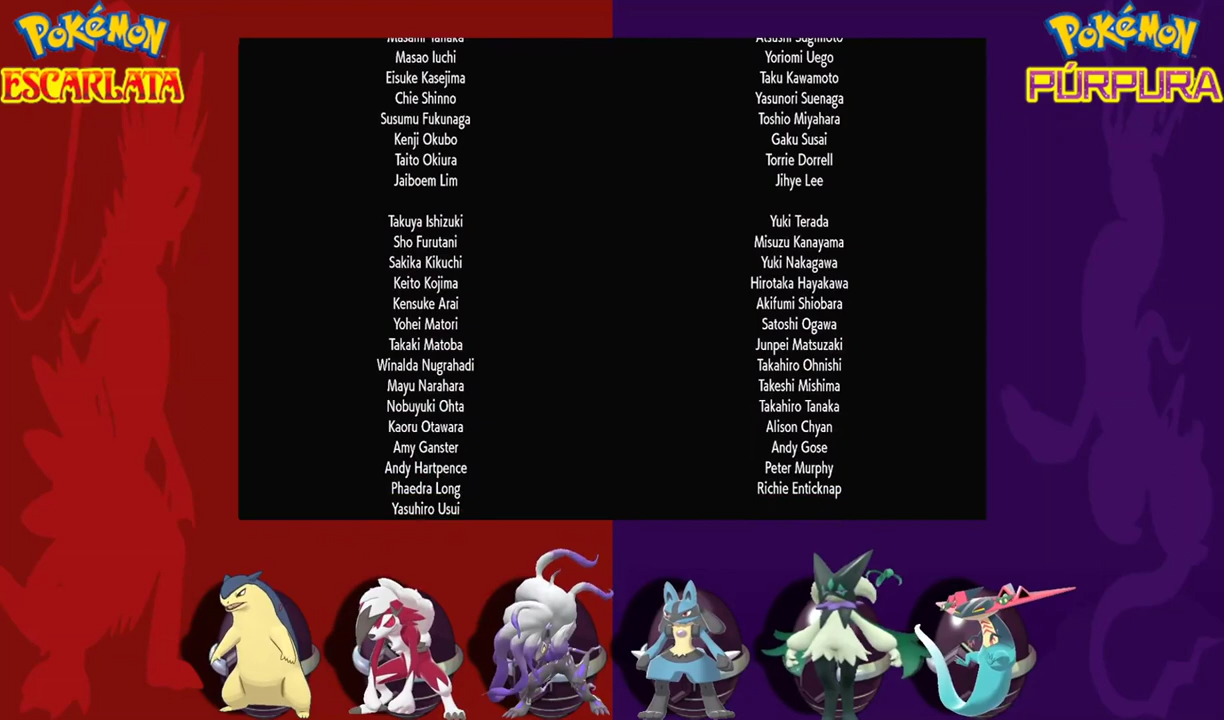 POKÉMON
ESCARLATA
POKÉMON
PÚRPURA
Masami Tanaka
Masao Iuchi
Eisuke Kasejima
Chie Shinno
Susumu Fukunaga
Kenji Okubo
Taito Okiura
Jaiboem Lim
Takuya Ishizuki
Sho Furutani
Sakika Kikuchi
Keito Kojima
Kensuke Arai
Yohei Matori
Takaki Matoba
Winalda Nugrahadi
Mayu Narahara
Nobuyuki Ohta
Kaoru Otawara
Amy Ganster
Andy Hartpence
Phaedra Long
Yasuhiro Usui
Atsushi Sugimoto
Yoriomi Uego
Taku Kawamoto
Yasunori Suenaga
Toshio Miyahara
Gaku Susai
Torrie Dorrell
Jihye Lee
Yuki Terada
Misuzu Kanayama
Yuki Nakagawa
Hirotaka Hayakawa
Akifumi Shiobara
Satoshi Ogawa
Junpei Matsuzaki
Takahiro Ohnishi
Takeshi Mishima
Takahiro Tanaka
Alison Chyan
Andy Gose
Peter Murphy
Richie Enticknap